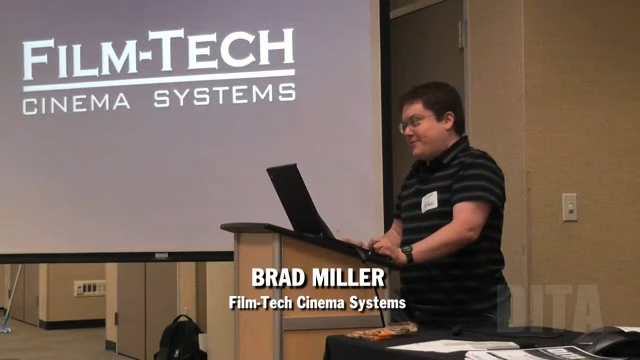 FILM-TECH
CINEMA SYSTEMS
BRAD MILLER
Film-Tech Cinema Systems
DITA